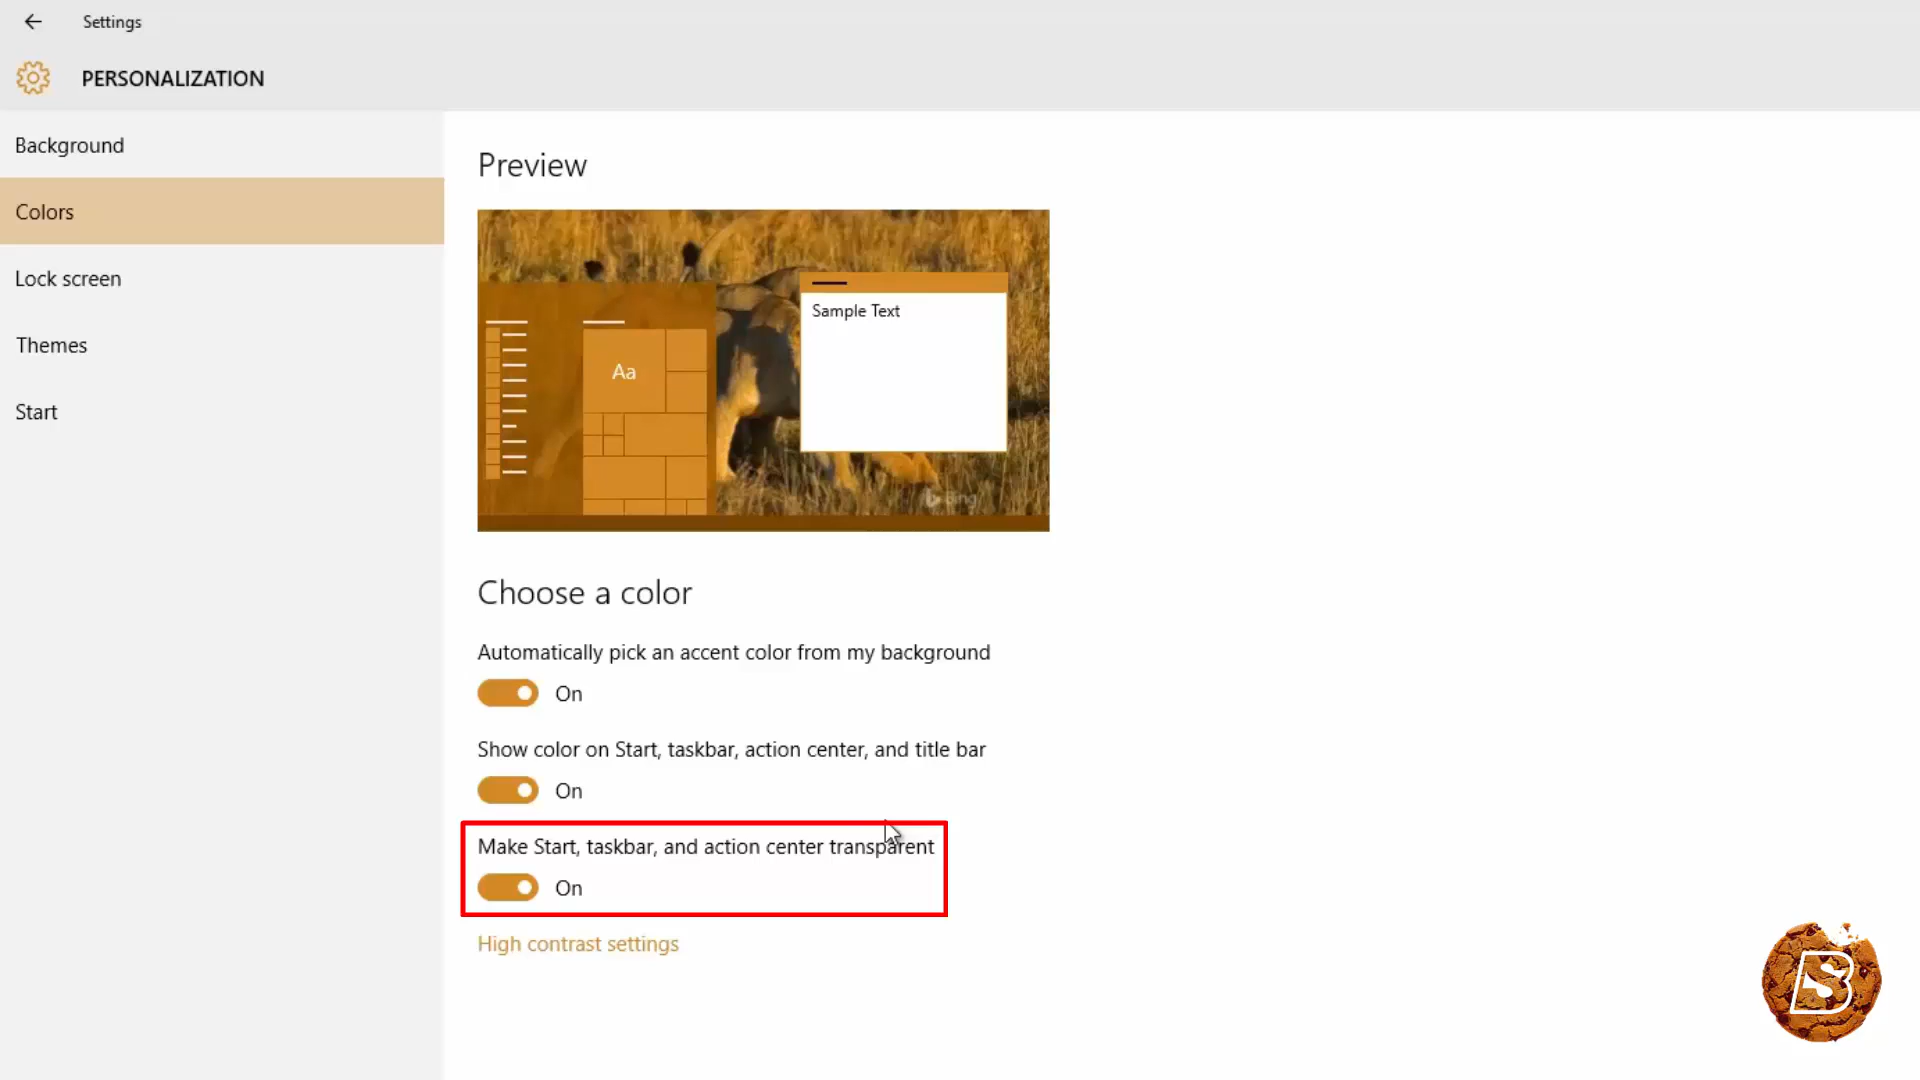 Settings
PERSONALIZATION
Background
Colors
Lock screen
Themes
Start
Preview
Sample Text
Aa
Bing
Choose a color
Automatically pick an accent color from my background
On
Show color on Start, taskbar, action center, and title bar
On
Make Start, taskbar, and action center transparent
On
High contrast settings